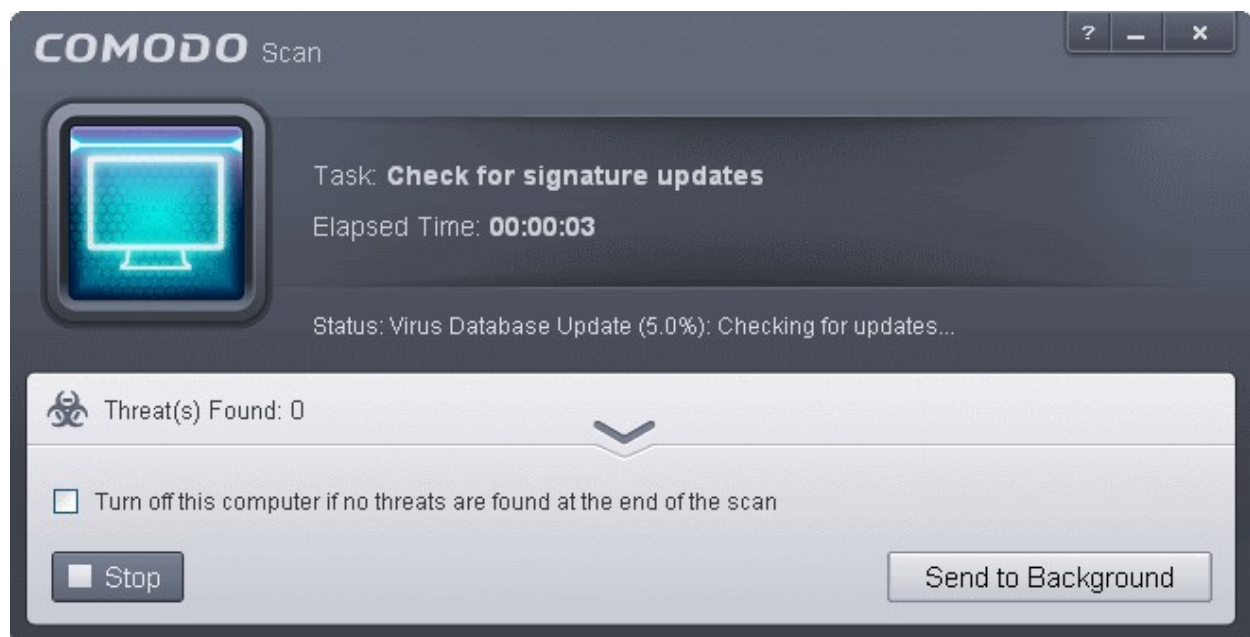 COMODO Scan
?
Task: Check for signature updates
Elapsed Time: 00:00:03
Status: Virus Database Update (5.0%): Checking for updates...
Threat(s) Found: 0
Turn off this computer if no threats are found at the end of the scan
Stop
Send to Background